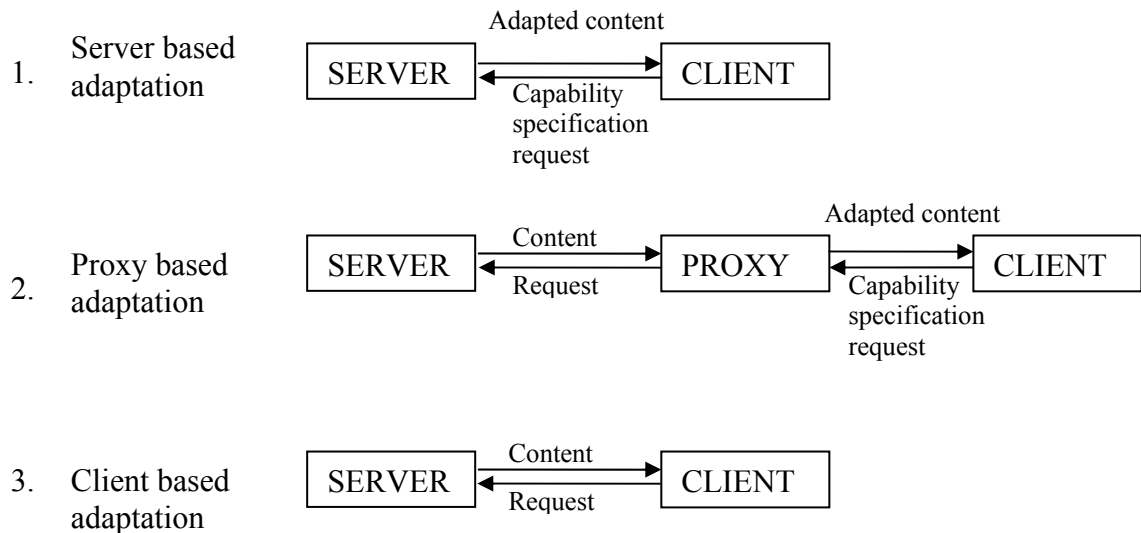 Adapted content
1. Server based
adaptation
SERVER
CLIENT
Capability
specification
request
Adapted content
2. Proxy based
adaptation
SERVER
Content
Request
PROXY
CLIENT
Capability
specification
request
3. Client based
adaptation
SERVER
Content
Request
CLIENT